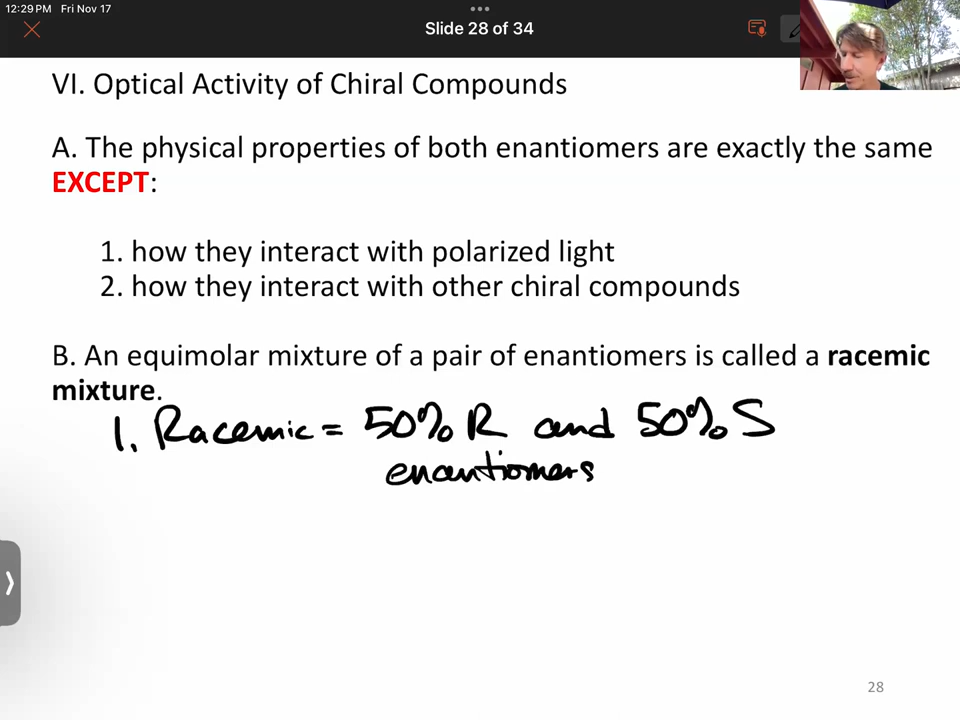 12:29 PM Fri Nov 17
Slide 28 of 34
VI. Optical Activity of Chiral Compounds
A. The physical properties of both enantiomers are exactly the same
EXCEPT:
1. how they interact with polarized light
2. how they interact with other chiral compounds
B. An equimolar mixture of a pair of enantiomers is called a racemic
mixture.
1. Racemic = 50% R and 50% S
enantiomers
28